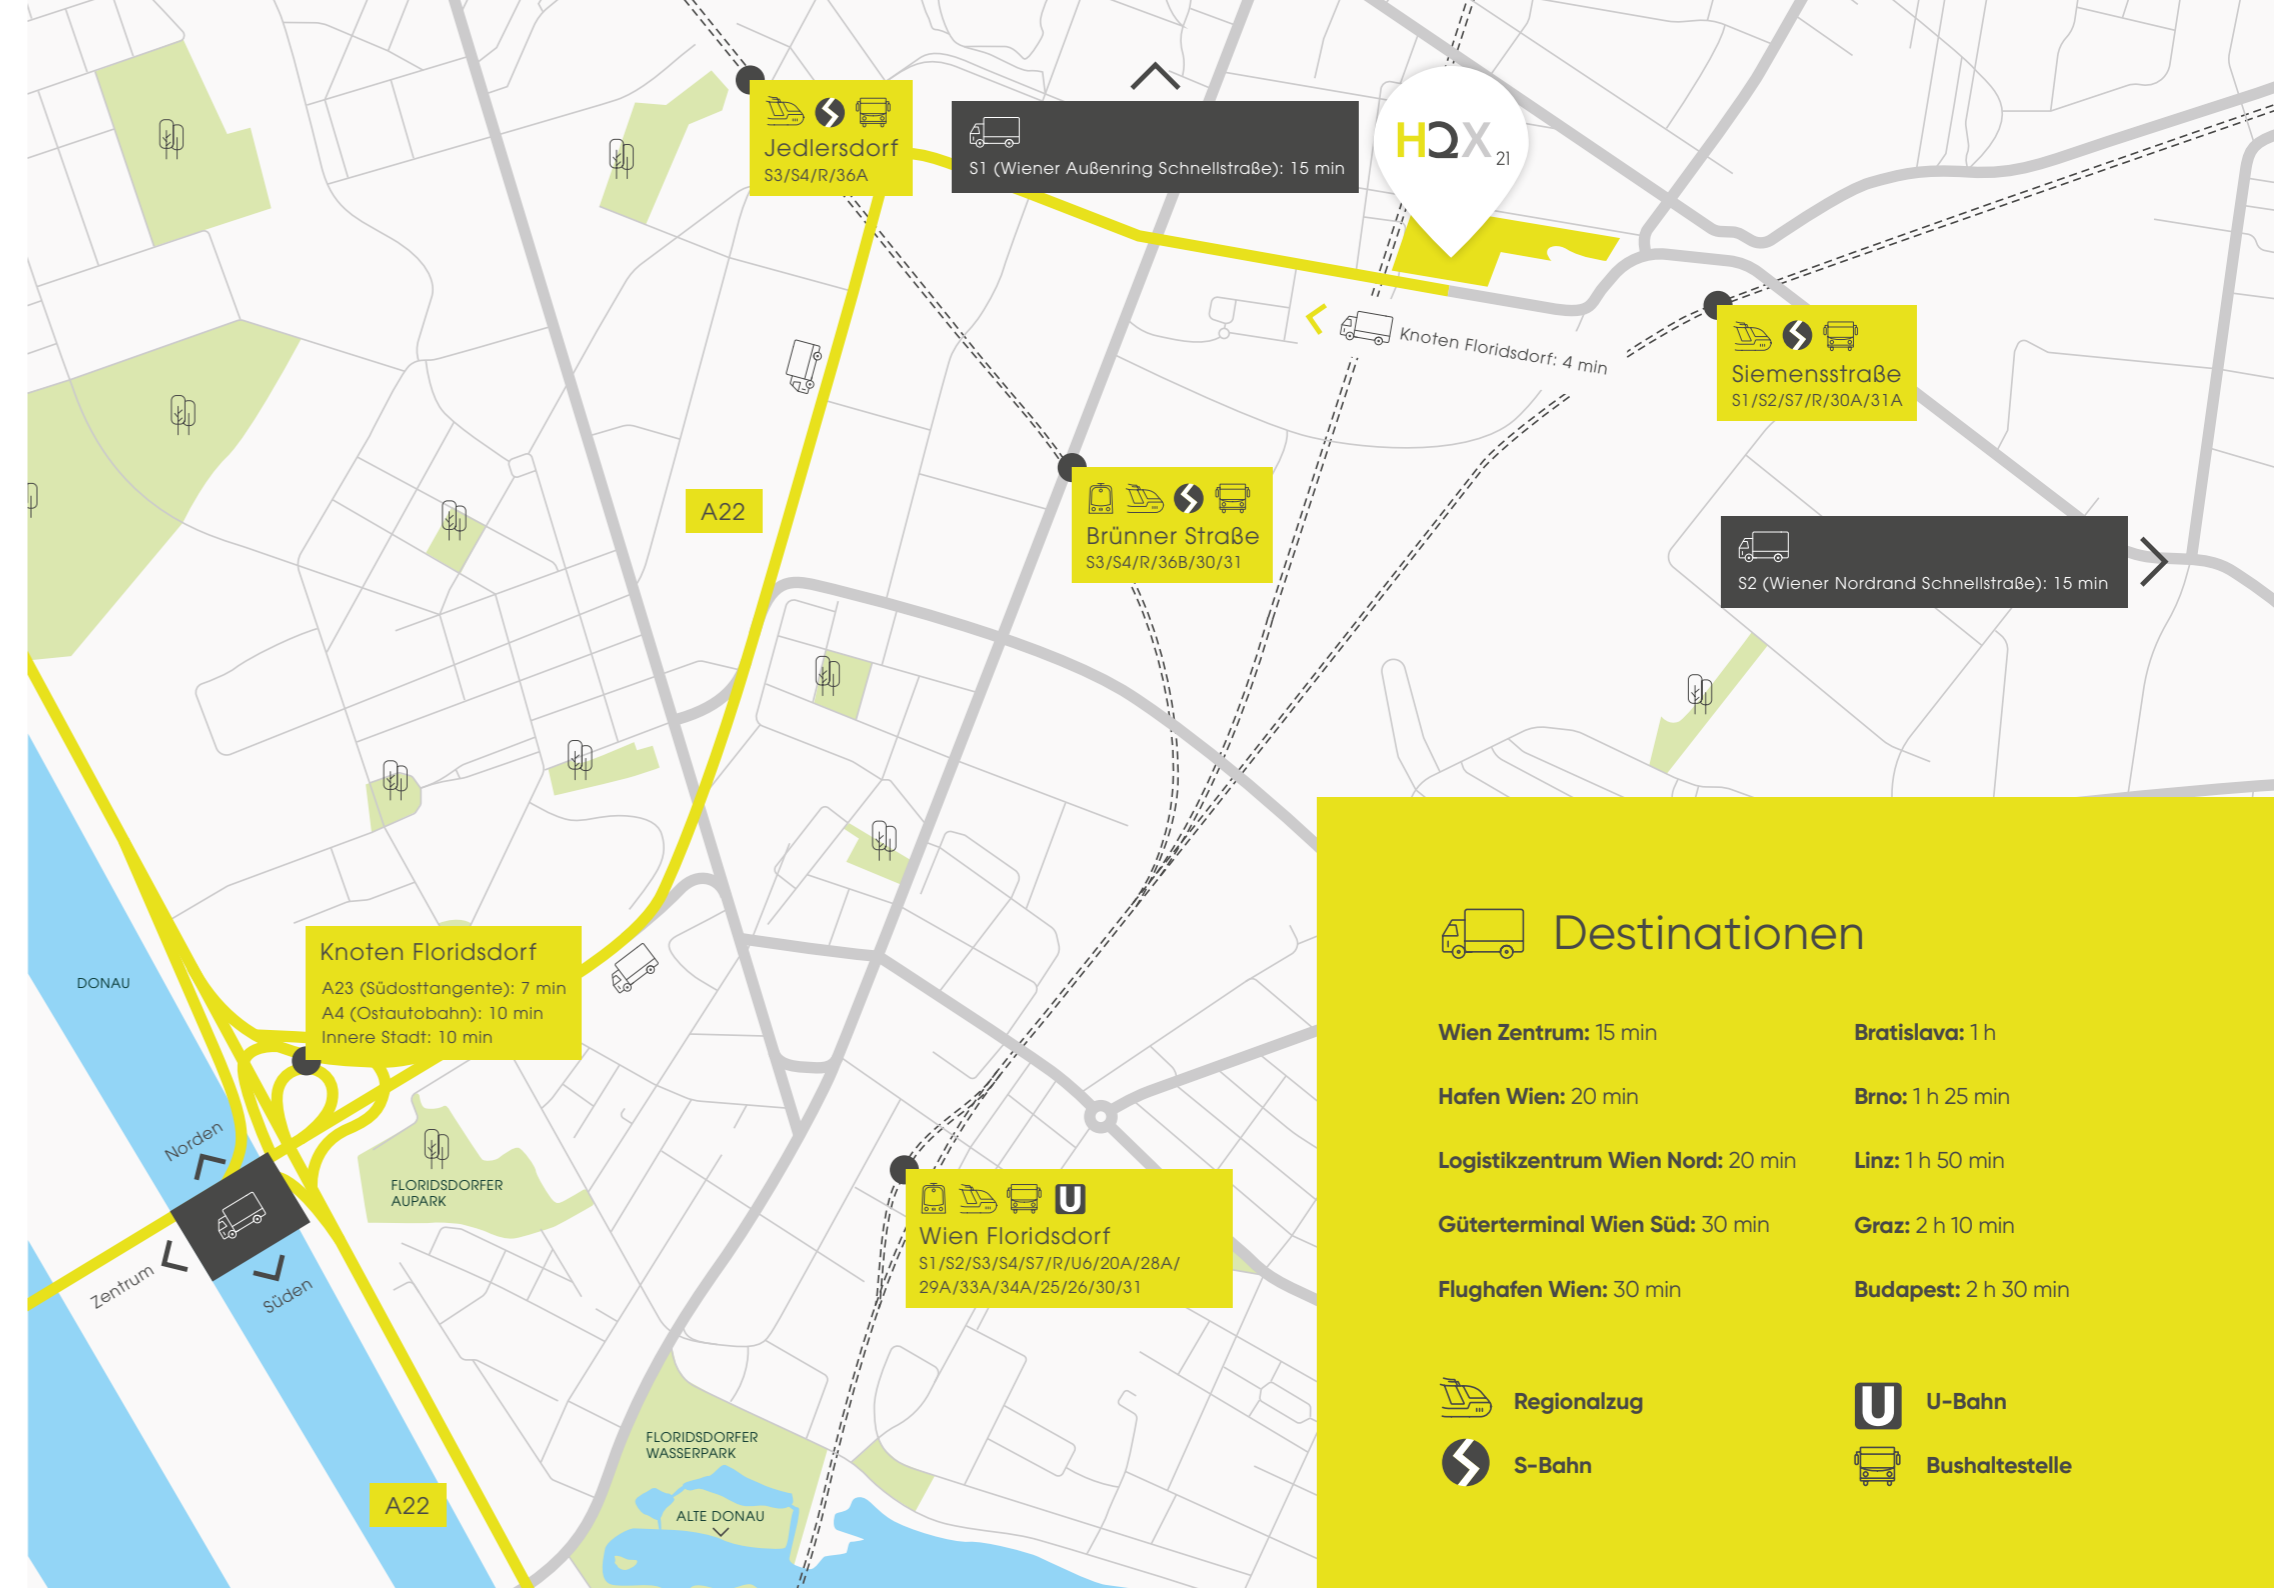 Jedlersdorf
S3/S4/R/36A
S1 (Wiener Außenring Schnellstraße): 15 min
HQX 21
Knoten Floridsdorf: 4 min
Siemensstraße
S1/S2/S7/R/30A/31A
A22
Brünner Straße
S3/S4/R/36B/30/31
S2 (Wiener Nordrand Schnellstraße): 15 min
Knoten Floridsdorf
A23 (Südosttangente): 7 min
A4 (Ostautobahn): 10 min
Innere Stadt: 10 min
DONAU
Norden
Zentrum
Süden
FLORIDSDORFER
AUPARK
U
Wien Floridsdorf
S1/S2/S3/S4/S7/R/U6/20A/28A/
29A/33A/34A/25/26/30/31
FLORIDSDORFER
WASSERPARK
ALTE DONAU
A22
Destinationen
Wien Zentrum: 15 min
Hafen Wien: 20 min
Logistikzentrum Wien Nord: 20 min
Güterterminal Wien Süd: 30 min
Flughafen Wien: 30 min
Bratislava: 1 h
Brno: 1 h 25 min
Linz: 1 h 50 min
Graz: 2 h 10 min
Budapest: 2 h 30 min
Regionalzug
S-Bahn
U U-Bahn
Bushaltestelle